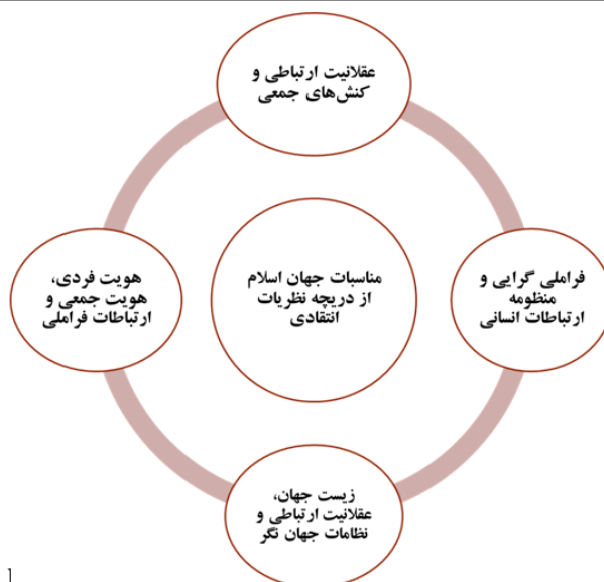 عقلانیت ارتباطی و
کنش‌های جمعی
فراملی گرایی و
منظومه
ارتباطات انسانی
مناسبات جهان اسلام
از دریچه نظریات
انتقادی
هویت فردی،
هویت جمعی و
ارتباطات فراملی
زیست جهان،
عقلانیت ارتباطی و
نظامات جهان نگر